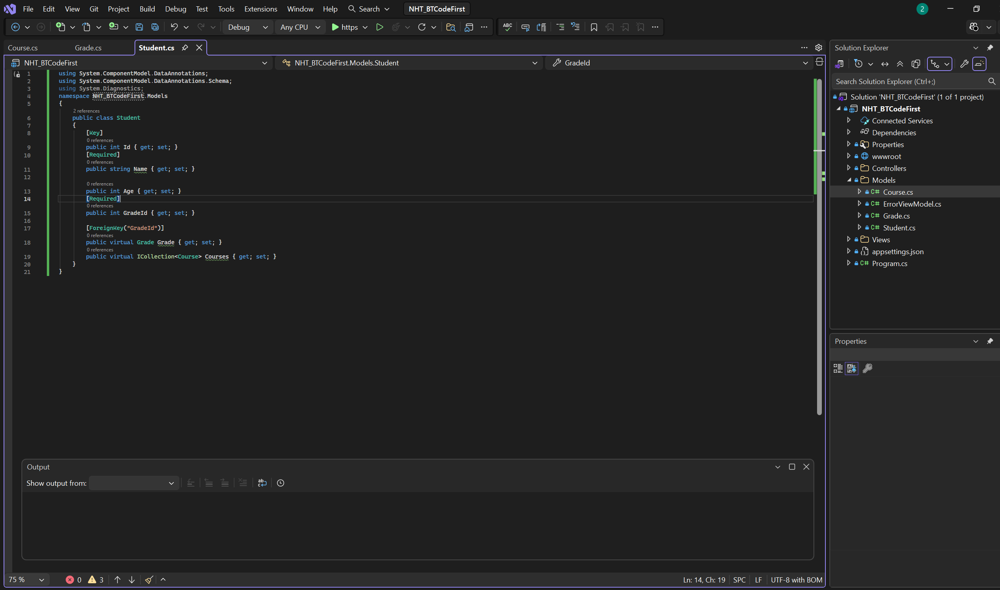 File Edit View Git Project Build Debug Test Tools Extensions Window Help Search NHT_BTCodeFirst 2
Debug Any CPU https
Course.cs Grade.cs Student.cs
NHT_BTCodeFirst NHT_BTCodeFirst.Models.Student GradeId
1 using System.ComponentModel.DataAnnotations;
2 using System.ComponentModel.DataAnnotations.Schema;
3 using System.Diagnostics;
4 namespace NHT_BTCodeFirst.Models
5 {
2 references
6 public class Student
7 {
8 [Key]
0 references
9 public int Id { get; set; }
10 [Required]
0 references
11 public string Name { get; set; }
12
0 references
13 public int Age { get; set; }
14 [Required]
0 references
15 public int GradeId { get; set; }
16
17 [ForeignKey("GradeId")]
0 references
18 public virtual Grade Grade { get; set; }
0 references
19 public virtual ICollection<Course> Courses { get; set; }
20 }
21 }
Output
Show output from:
75 % 0 3 Ln: 14, Ch: 19 SPC LF UTF-8 with BOM
Solution Explorer
Search Solution Explorer (Ctrl+;)
Solution 'NHT_BTCodeFirst' (1 of 1 project)
NHT_BTCodeFirst
Connected Services
Dependencies
Properties
wwwroot
Controllers
Models
C# Course.cs
C# ErrorViewModel.cs
C# Grade.cs
C# Student.cs
Views
appsettings.json
C# Program.cs
Properties